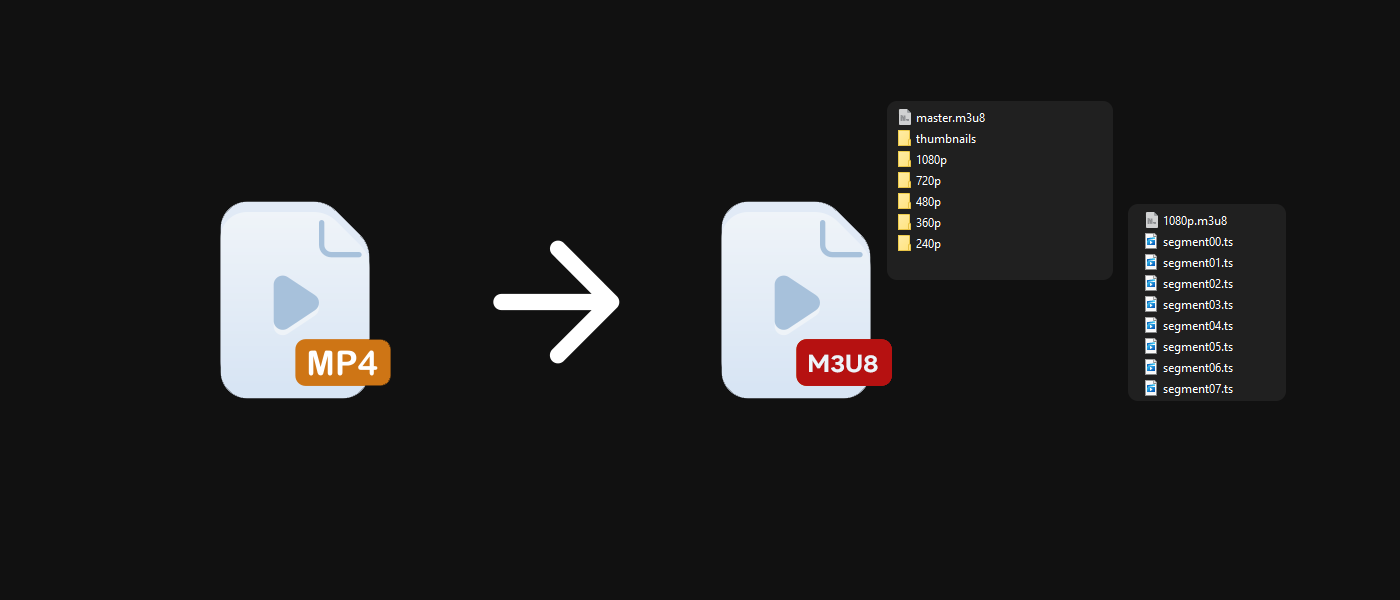 MP4
M3U8
master.m3u8
thumbnails
1080p
720p
480p
360p
240p
1080p.m3u8
segment00.ts
segment01.ts
segment02.ts
segment03.ts
segment04.ts
segment05.ts
segment06.ts
segment07.ts